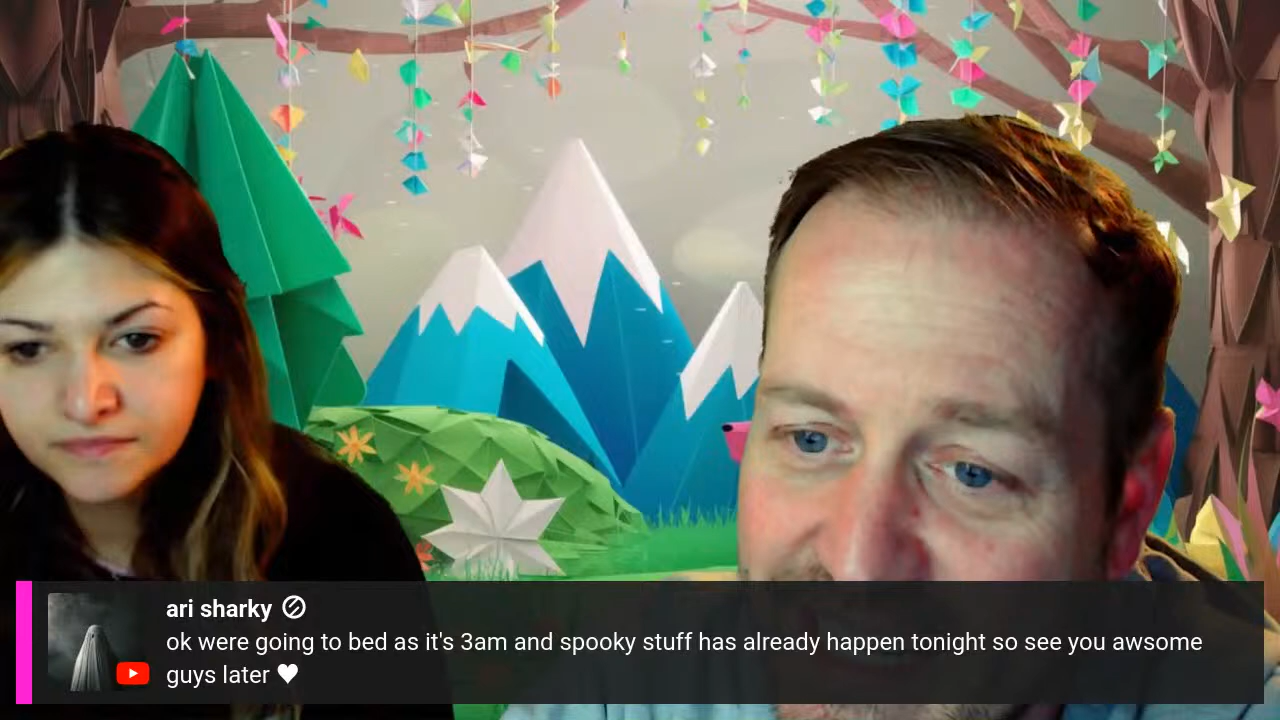 ari sharky
ok were going to bed as it's 3am and spooky stuff has already happen tonight so see you awsome
guys later ♥